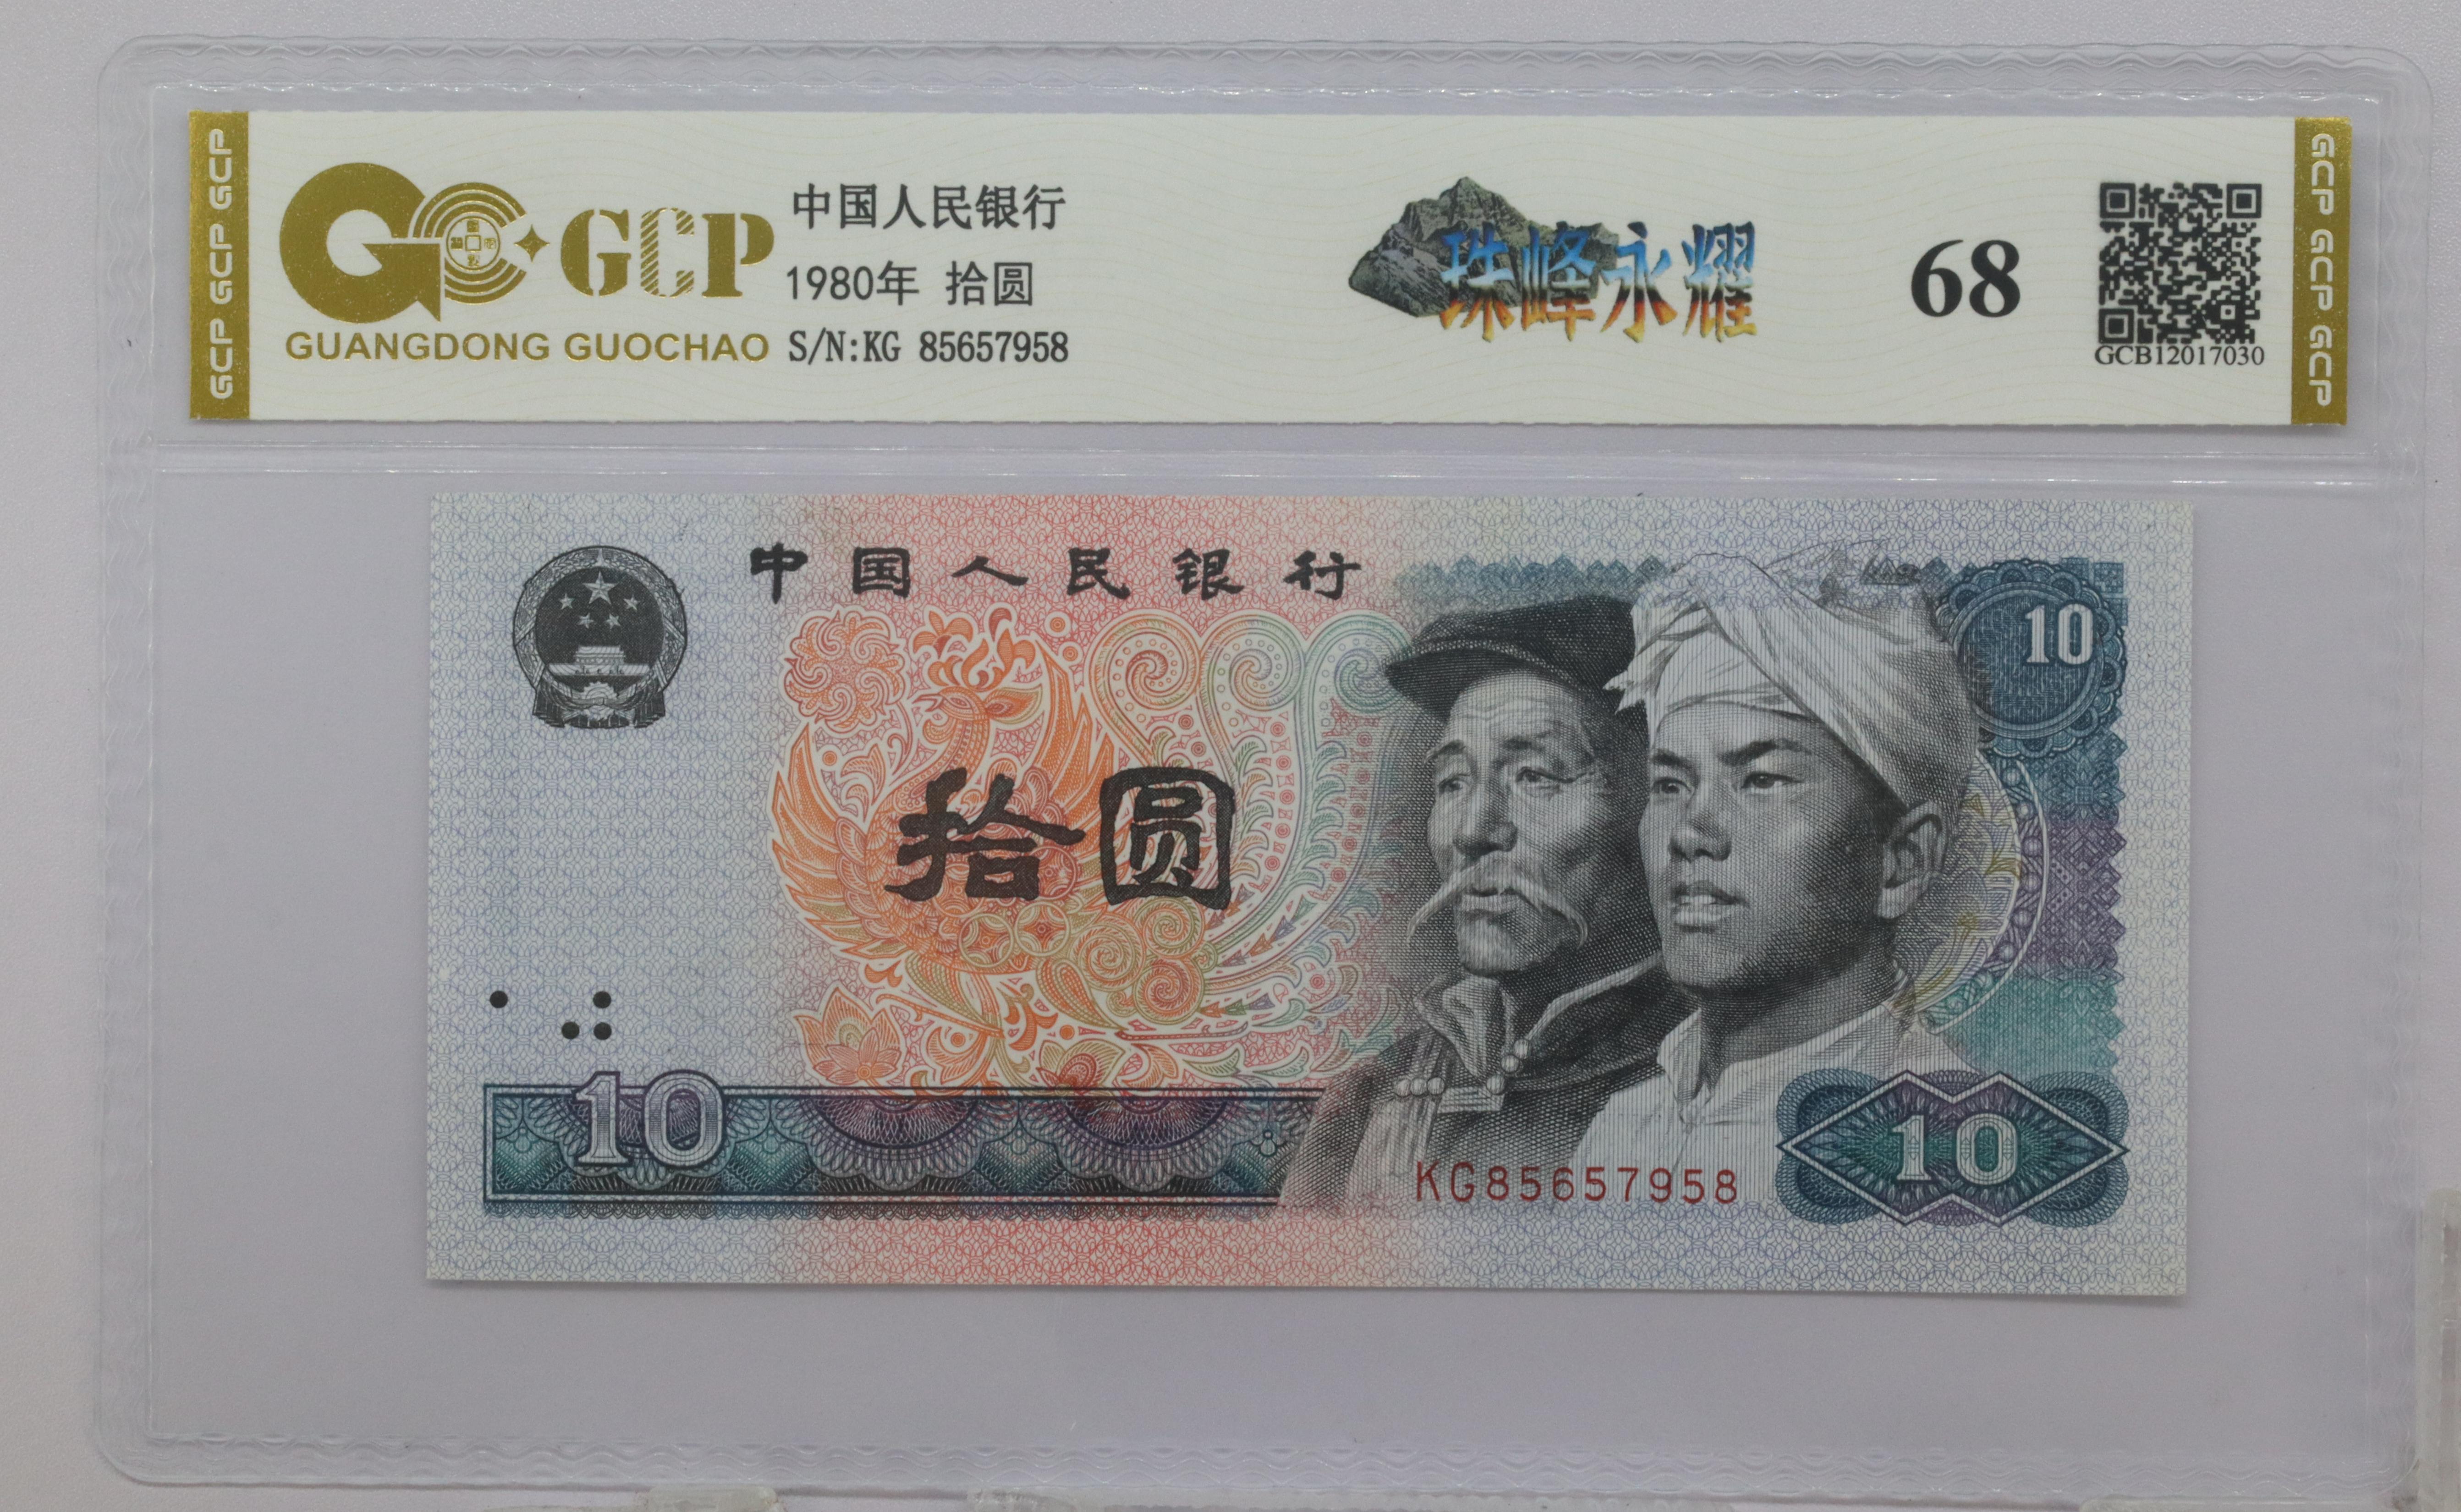 GCP GCP GCP
GCP
GUANGDONG GUOCHAO
中国人民银行
1980年 拾圆
S/N:KG 85657958
珠峰永耀
68
GCB12017030
GCP GCP GCP
中国人民银行
10
拾圆
10
KG85657958
10